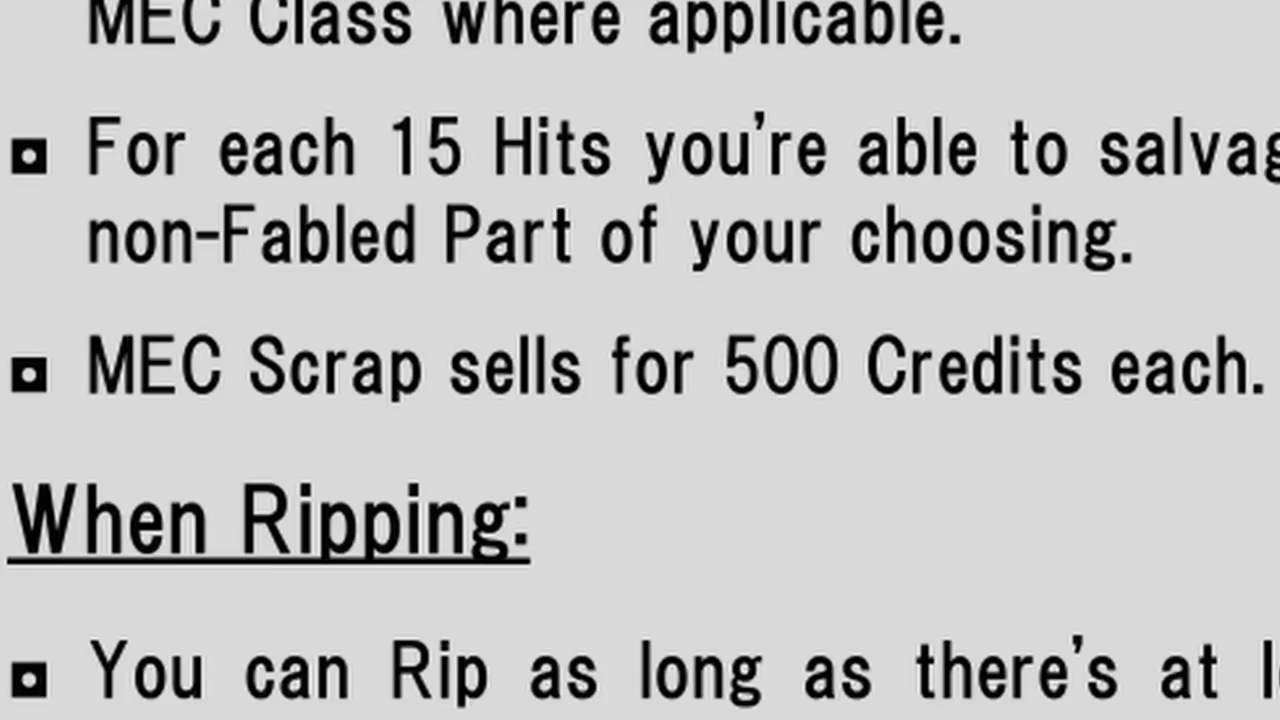 MEC Class where applicable.
For each 15 Hits you're able to
non-Fabled Part of your choosing.
MEC Scrap sells for 500 Credits each.
When Ripping:
You can Rip as long as there's at